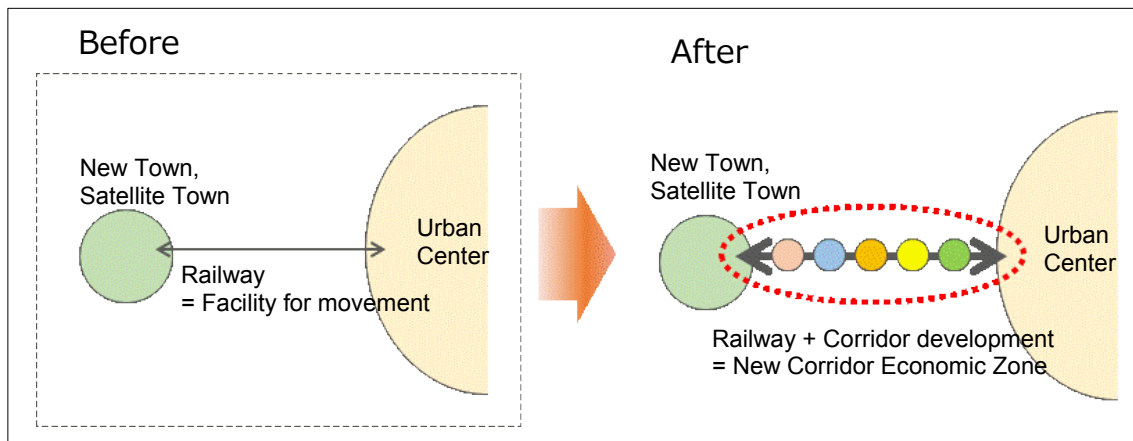 Before
New Town,
Satellite Town
Urban
Center
Railway
= Facility for movement
After
New Town,
Satellite Town
Urban
Center
Railway + Corridor development
= New Corridor Economic Zone